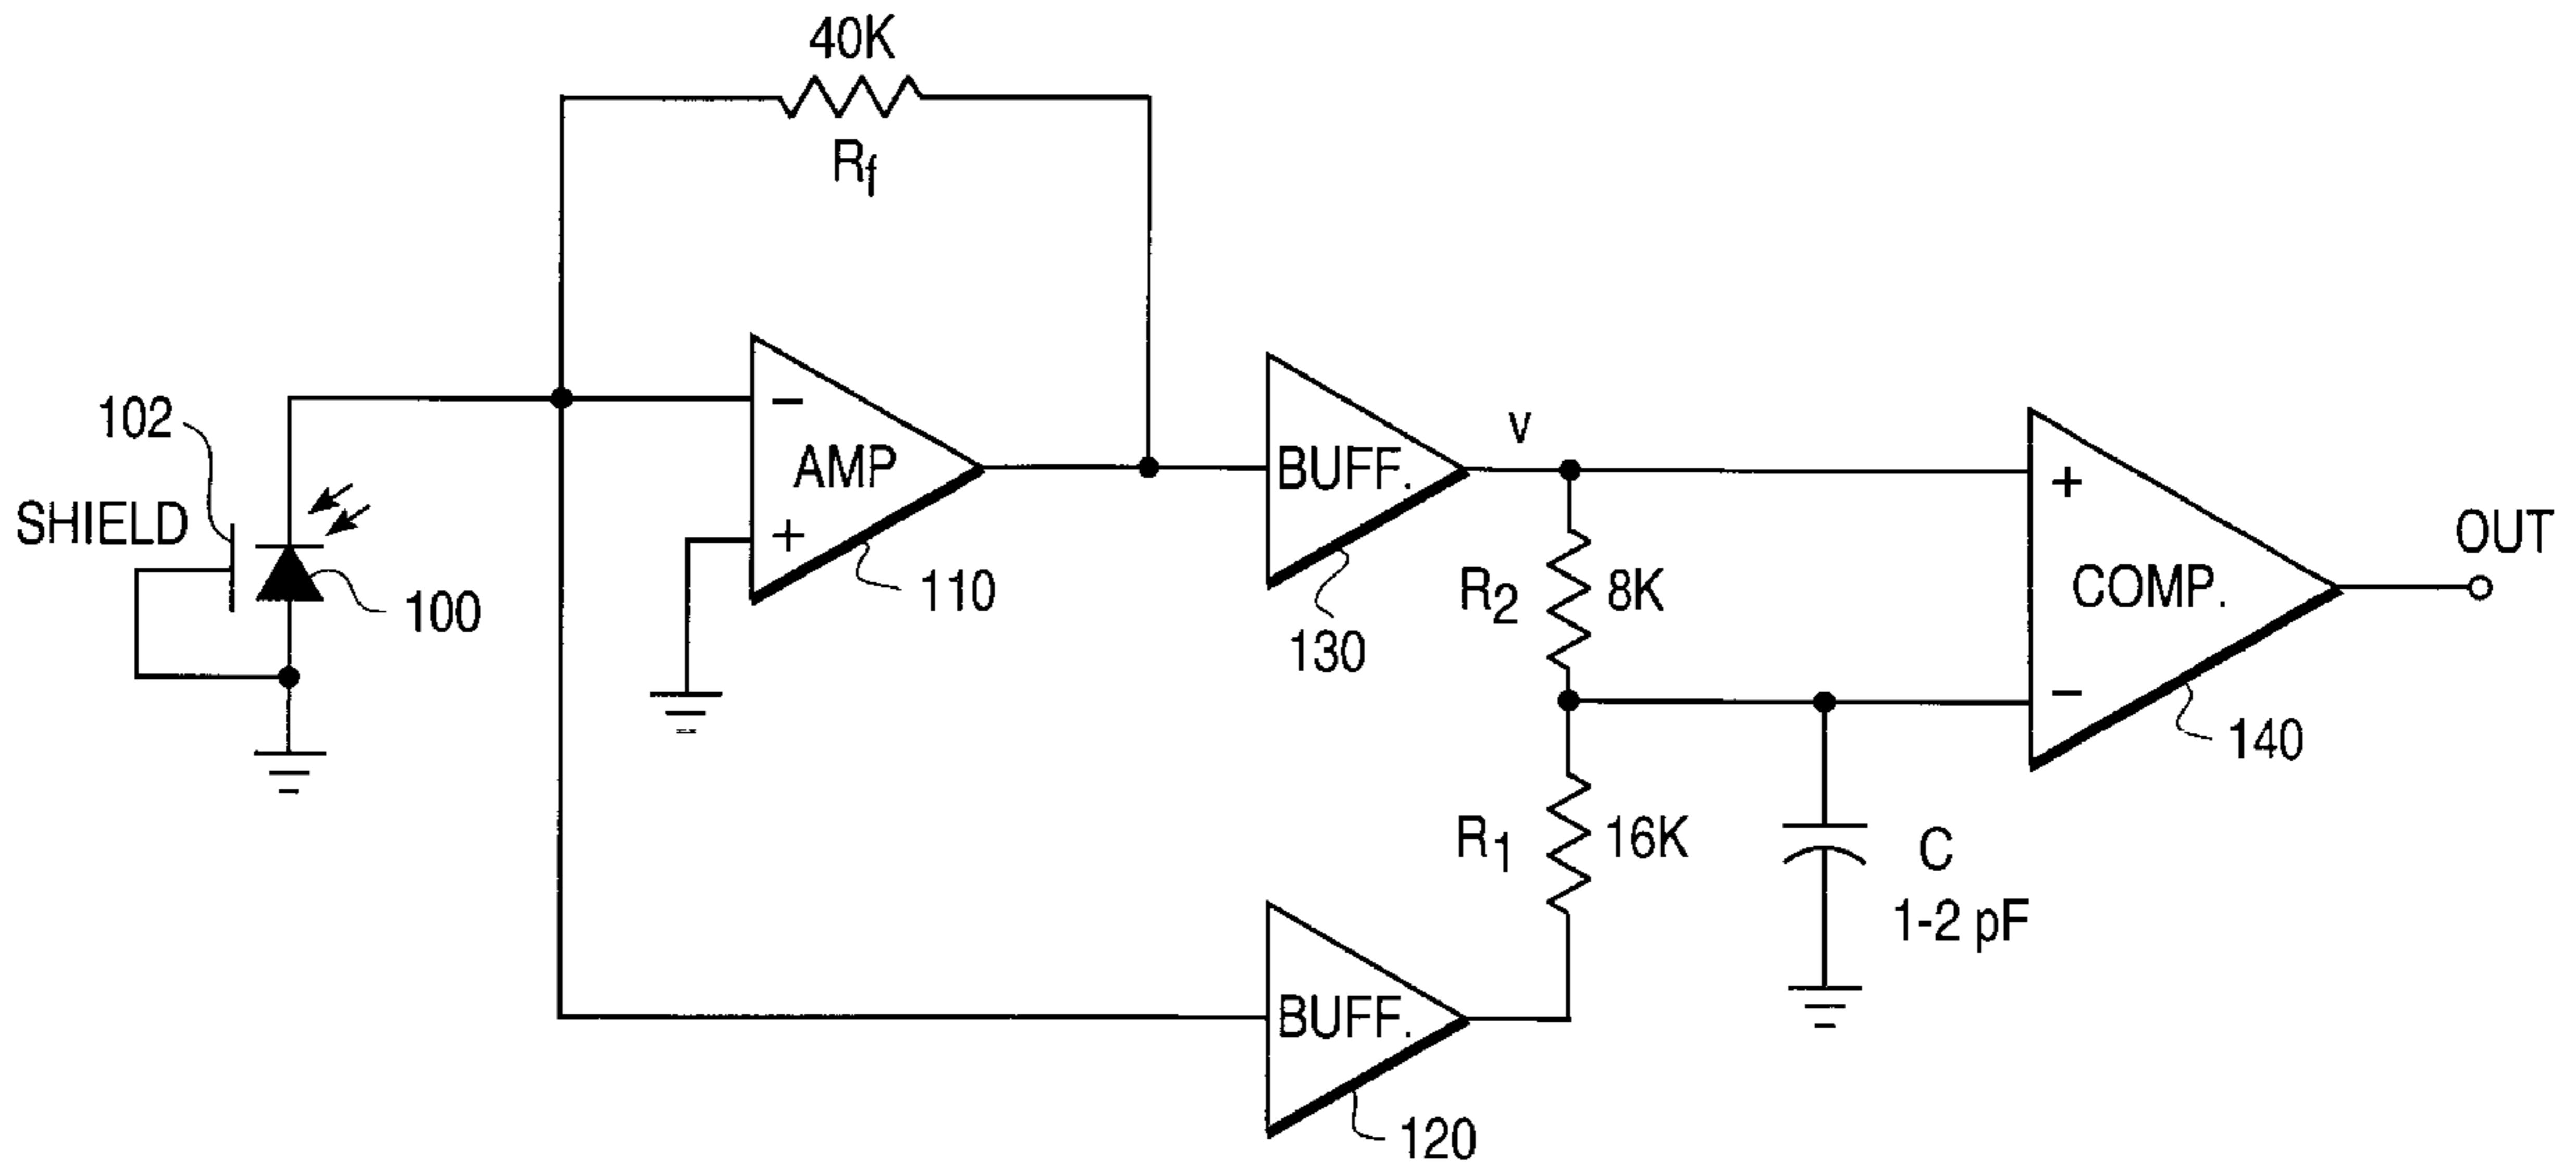 40K
Rf
102
SHIELD
100
−
AMP
+
110
BUFF.
130
V
R2
8K
+
COMP.
−
140
OUT
R1
16K
C
1-2 pF
BUFF.
120